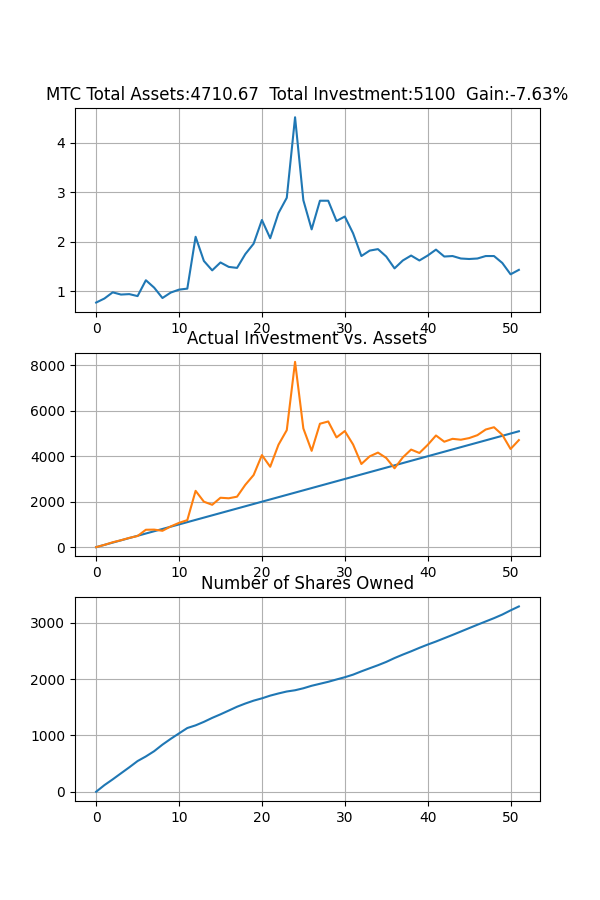 MTC Total Assets:4710.67  Total Investment:5100  Gain:-7.63%
4
3
2
1
0 10 20 30 40 50
Actual Investment vs. Assets
8000
6000
4000
2000
0
0 10 20 30 40 50
Number of Shares Owned
3000
2000
1000
0
0 10 20 30 40 50